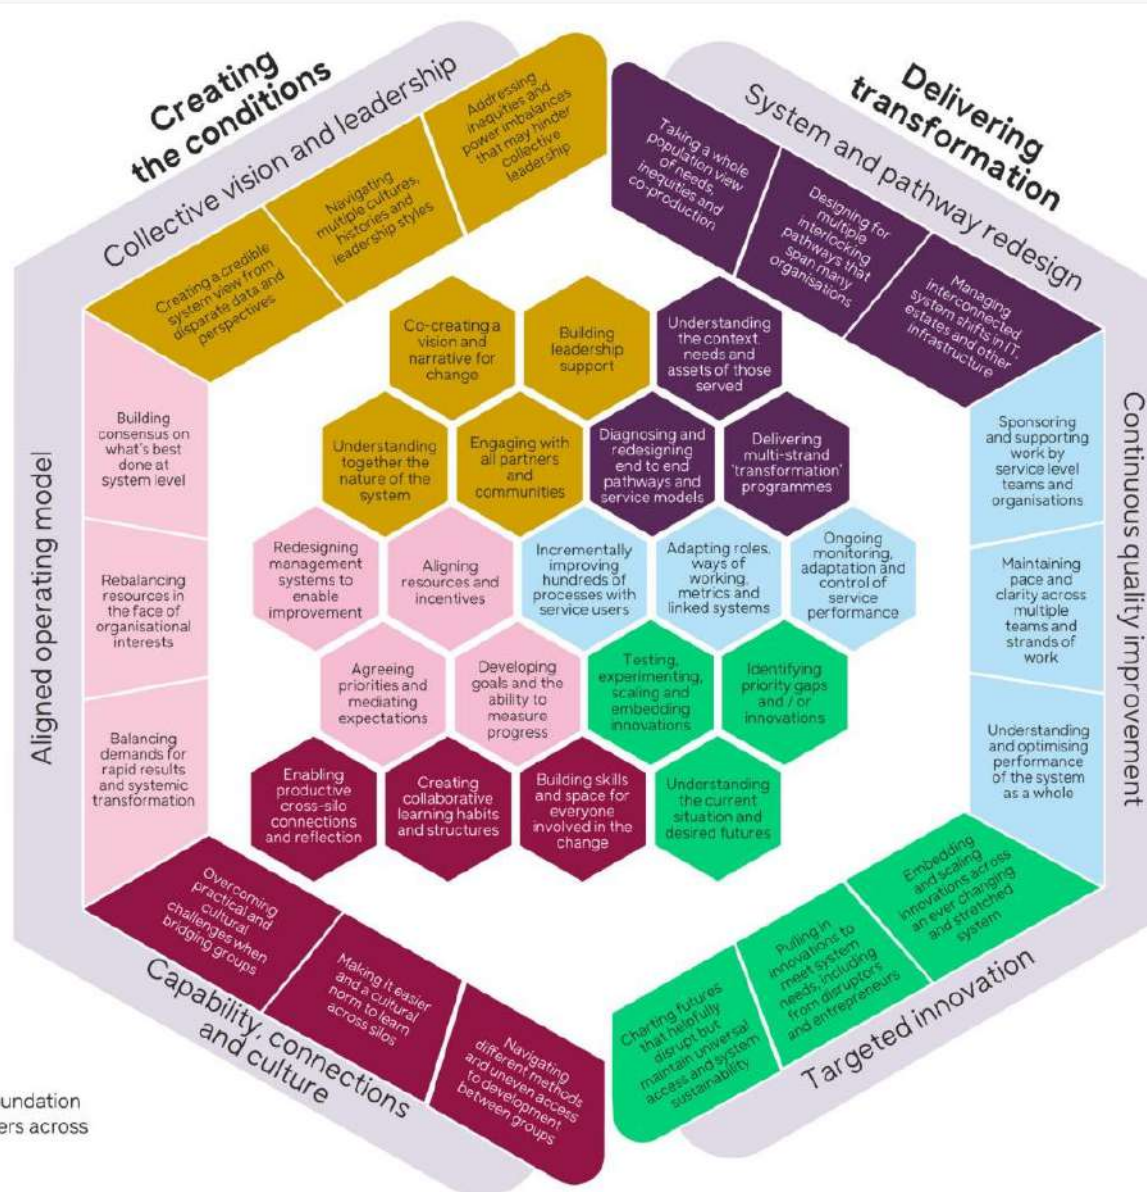 Creating
the conditions
Collective vision and leadership
Creating a credible
system view from
disparate data and
perspectives
Navigating
multiple cultures,
histories and
leadership styles
Addressing
inequities and
power imbalances
that may hinder
collective
leadership
Delivering
transformation
System and pathway redesign
Taking a whole
population view
of needs,
inequities and
co-production
Designing for
multiple
interlocking
pathways that
span many
organisations
Managing
interconnected
system shifts in IT,
estates and other
infrastructure
Aligned operating model
Building
consensus on
what's best
done at
system level
Rebalancing
resources in
the face of
organisational
interests
Balancing
demands for
rapid results
and systemic
transformation
Co-creating a
vision and
narrative for
change
Building
leadership
support
Understanding
the context,
needs and
assets of those
served
Understanding
together the
nature of the
system
Engaging with
all partners
and
communities
Diagnosing and
redesigning
end to end
pathways and
service models
Delivering
multi-strand
'transformation'
programmes
Redesigning
management
systems to
enable
improvement
Aligning
resources and
incentives
Incrementally
improving
hundreds of
processes with
service users
Adapting roles,
ways of
working,
metrics and
linked systems
Ongoing
monitoring,
adaptation and
control of
service
performance
Agreeing
priorities and
mediating
expectations
Developing
goals and the
ability to
measure
progress
Testing,
experimenting,
scaling and
embedding
innovations
Identifying
priority gaps
and / or
innovations
Enabling
productive
cross-silo
connections
and reflection
Creating
collaborative
learning habits
and structures
Building skills
and space for
everyone
involved in the
change
Understanding
the current
situation and
desired futures
Continuous quality improvement
Sponsoring
and supporting
work by
service level
teams and
organisations
Maintaining
pace and
clarity across
multiple
teams and
strands of
work
Understanding
and optimising
performance
of the system
as a whole
Capability, connections
and culture
Overcoming
practical and
cultural
challenges when
bridging groups
Making it easier
and a cultural
norm to learn
across silos
Navigating
different methods
and uneven access
to development
between groups
Targeted innovation
Charting futures
that helpfully
disrupt but
maintain universal
access and system
sustainability
Pulling in
innovations to
meet system
needs, including
from disruptors
and entrepreneurs
Embedding
and scaling
innovations across
an ever changing
and stretched
system
undation
ers across